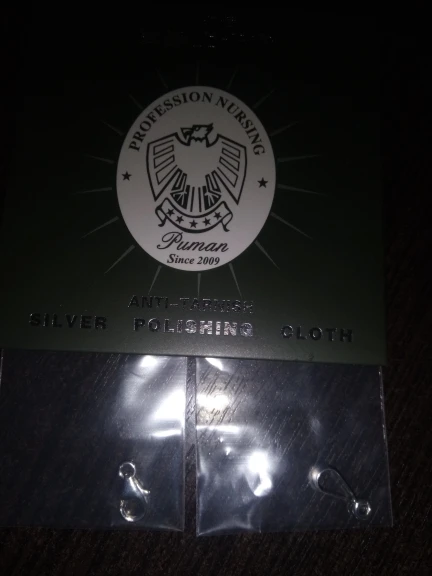 PROFESSION NURSING
Puman
Since 2009
ANTI-TARNISH
SILVER POLISHING CLOTH